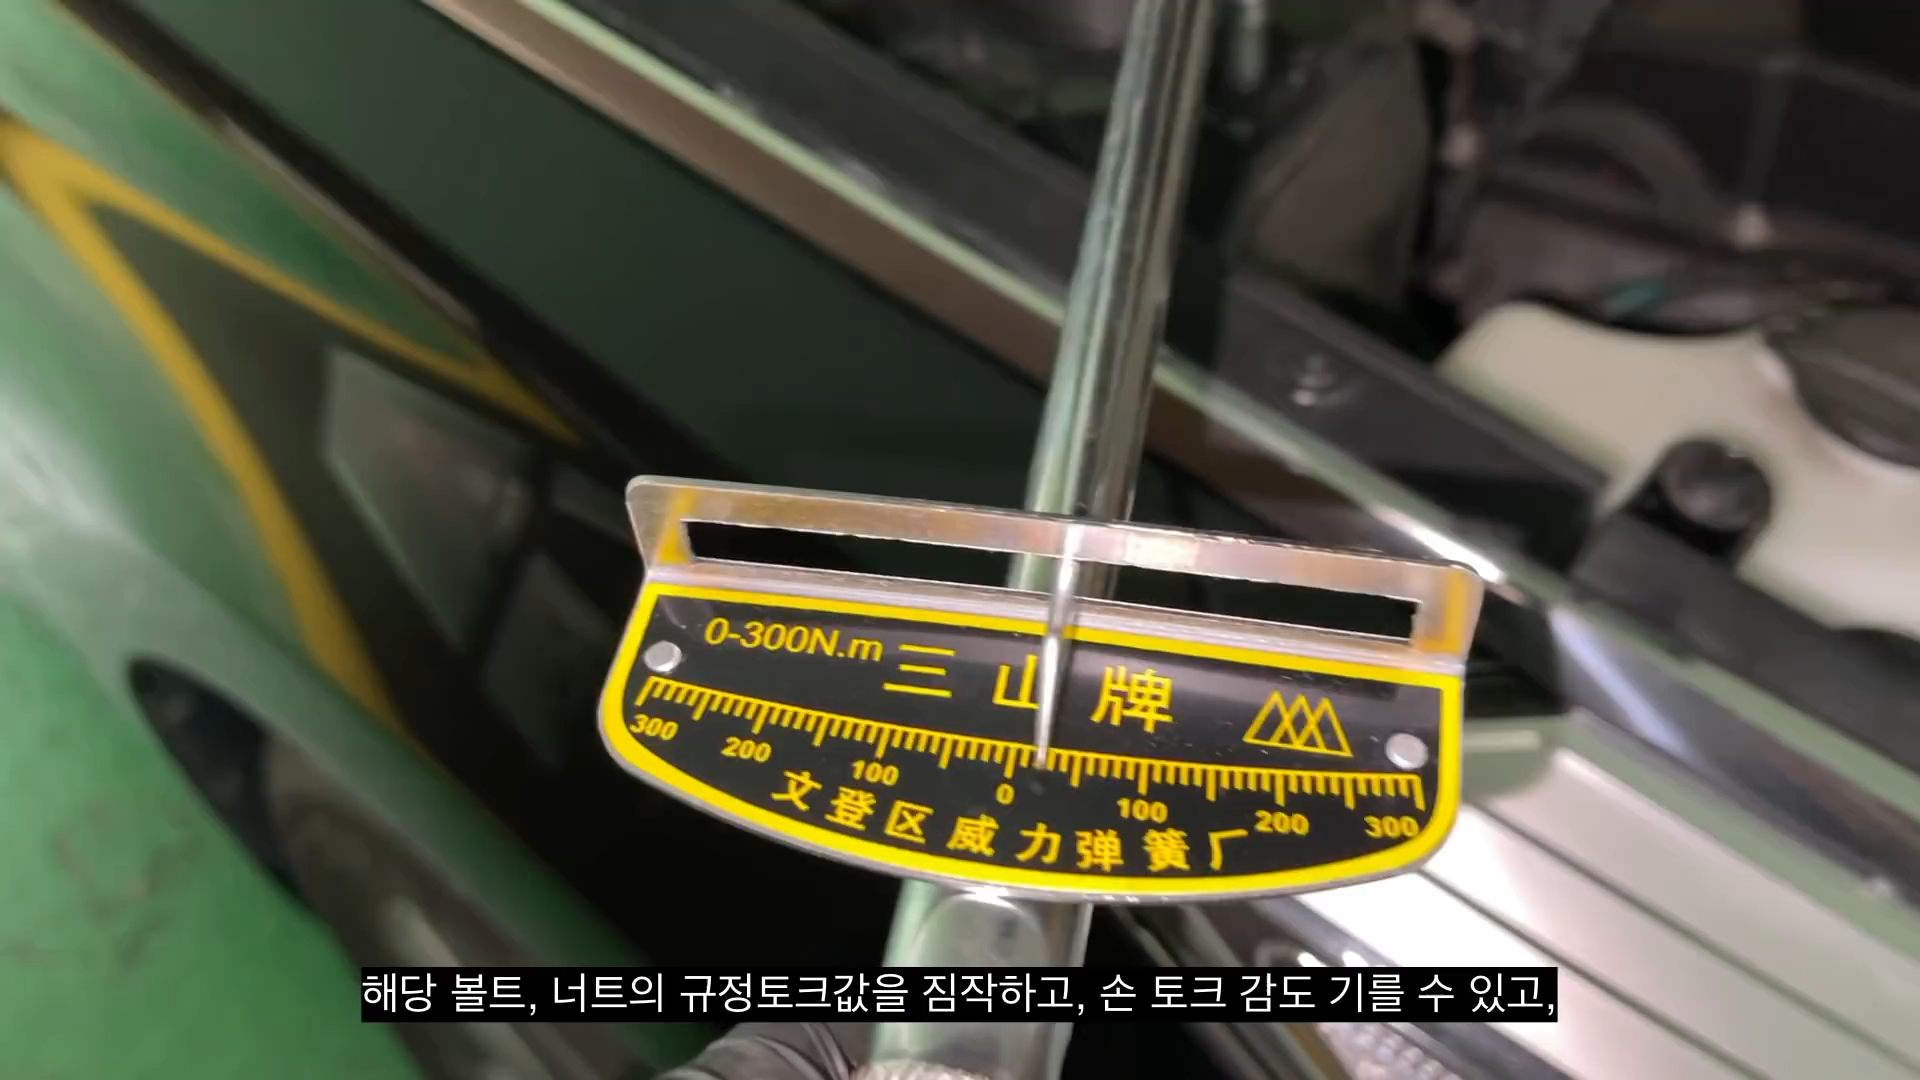 0-300N.m
三山牌
300 200 100 0 100 200 300
文登区威力弹簧厂
해당 볼트, 너트의 규정토크값을 짐작하고, 손 토크 감도 기를 수 있고,